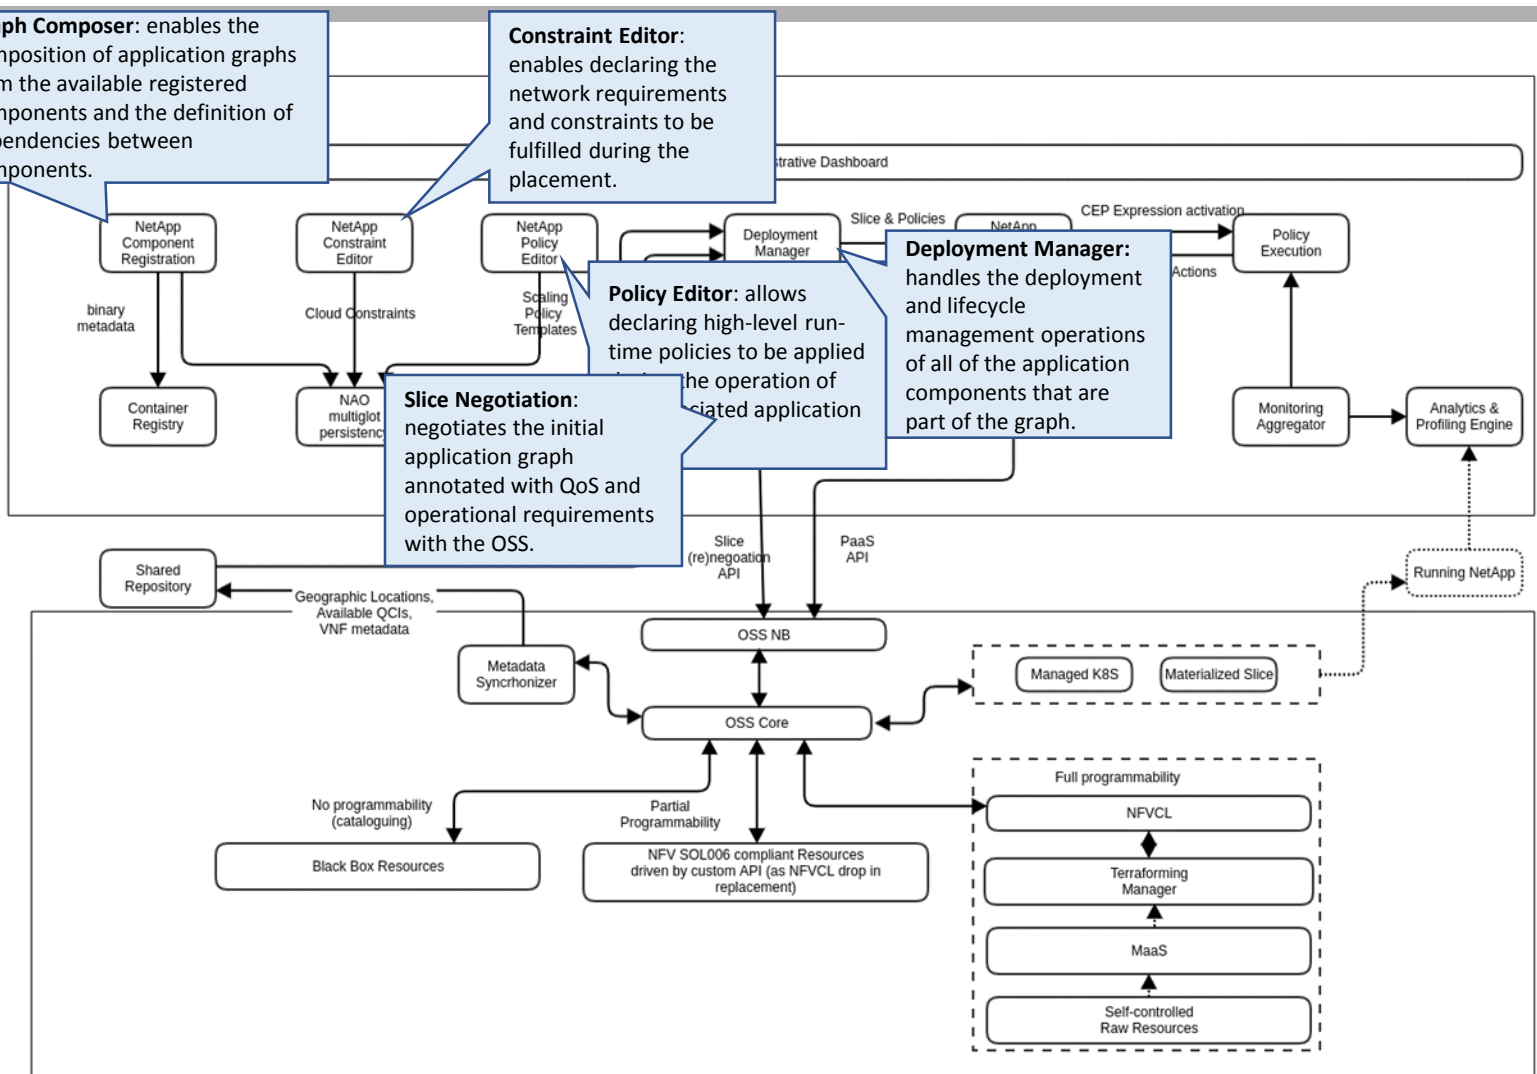 ph Composer: enables the
position of application graphs
m the available registered
mponents and the definition of
pendencies between
mponents.
Constraint Editor:
enables declaring the
network requirements
and constraints to be
fulfilled during the
placement.
strative Dashboard
NetApp
Component
Registration
NetApp
Constraint
Editor
NetApp
Policy
Editor
Deployment
Manager
Slice & Policies
NetApp
CEP Expression activation
Policy
Execution
Actions
Deployment Manager:
handles the deployment
and lifecycle
management operations
of all of the application
components that are
part of the graph.
Policy Editor: allows
declaring high-level run-
time policies to be applied
the operation of
ciated application
binary
metadata
Cloud Constraints
Scaling
Policy
Templates
Container
Registry
NAO
multiglot
persistency
Slice Negotiation:
negotiates the initial
application graph
annotated with QoS and
operational requirements
with the OSS.
Monitoring
Aggregator
Analytics &
Profiling Engine
Shared
Repository
Slice
(re)negoation
API
PaaS
API
Running NetApp
Geographic Locations,
Available QCIs,
VNF metadata
OSS NB
Metadata
Syncrhonizer
Managed K8S
Materialized Slice
OSS Core
No programmability
(cataloguing)
Partial
Programmability
Full programmability
NFVCL
Black Box Resources
NFV SOL006 compliant Resources
driven by custom API (as NFVCL drop in
replacement)
Terraforming
Manager
MaaS
Self-controlled
Raw Resources